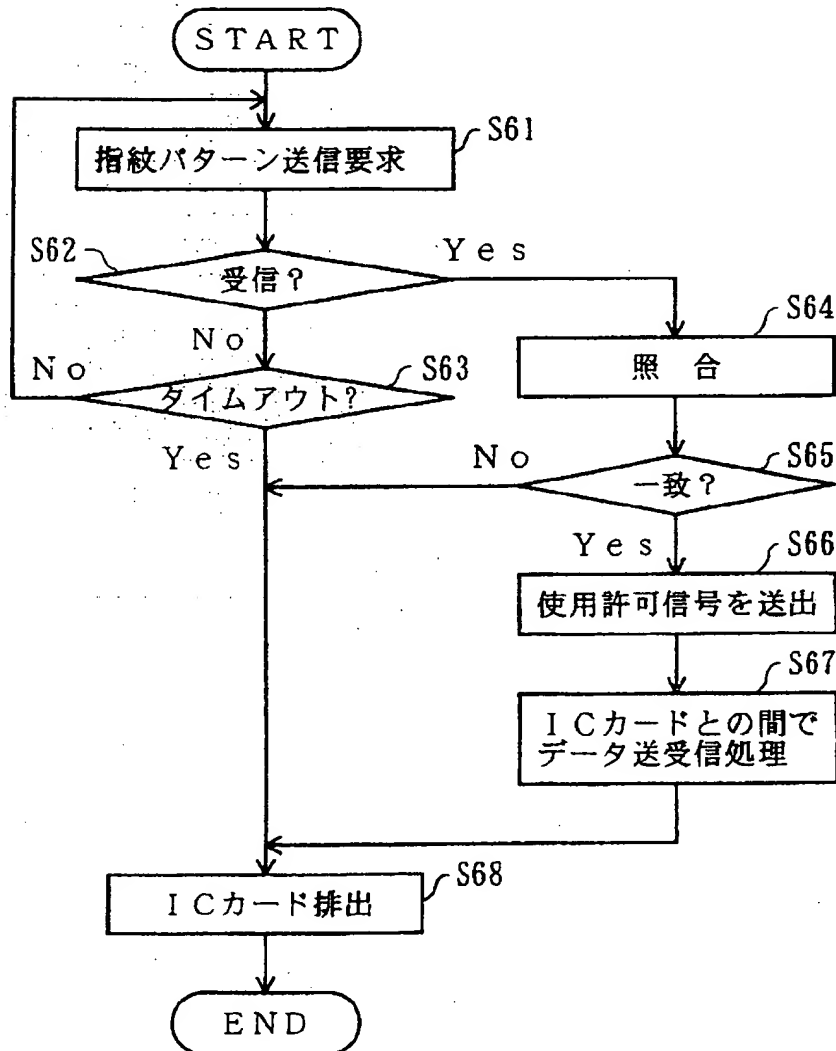 START
S61
指紋パターン送信要求
S62
受信?
Yes
No
S63
タイムアウト?
No
Yes
S64
照 合
S65
一致?
No
Yes
S66
使用許可信号を送出
S67
ICカードとの間で
データ送受信処理
S68
ICカード排出
END